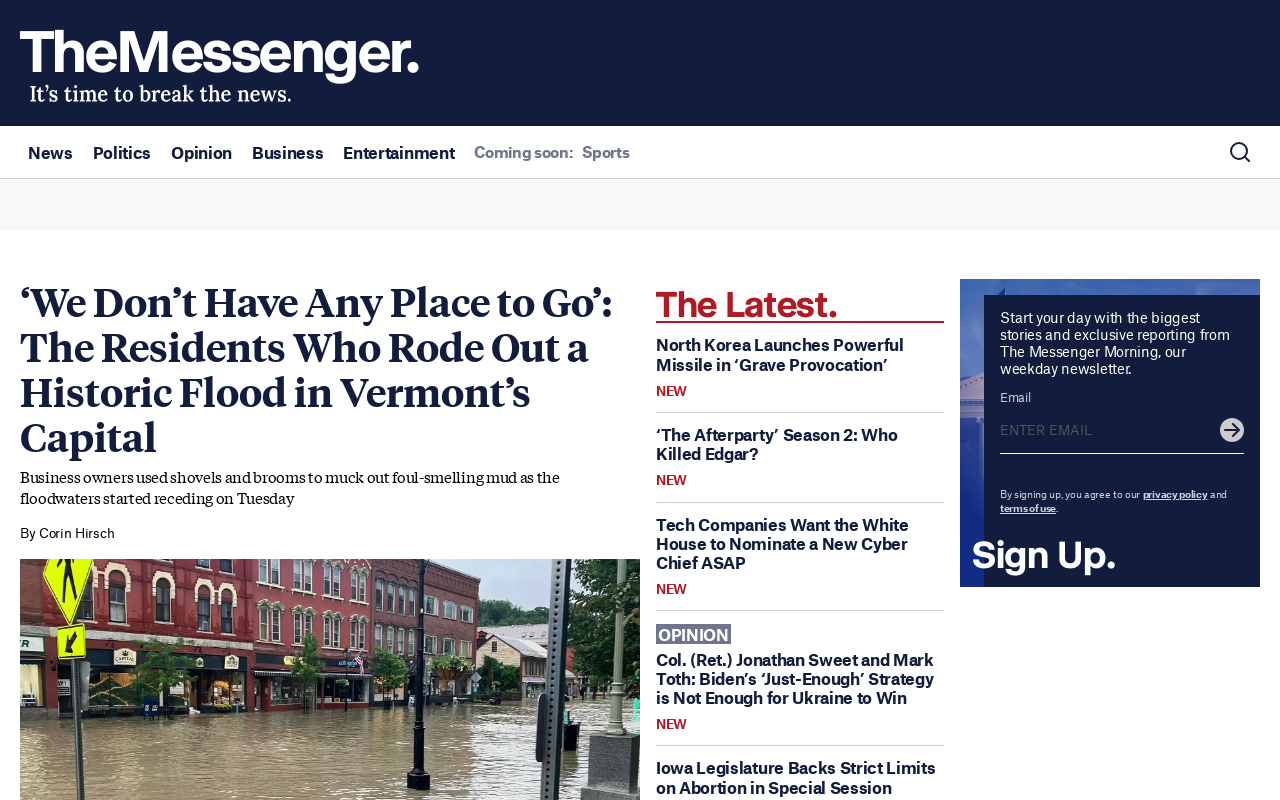 TheMessenger.
It's time to break the news.
News Politics Opinion Business Entertainment Coming soon: Sports
‘We Don’t Have Any Place to Go’:
The Residents Who Rode Out a
Historic Flood in Vermont’s
Capital
Business owners used shovels and brooms to muck out foul-smelling mud as the
floodwaters started receding on Tuesday
By Corin Hirsch
The Latest.
North Korea Launches Powerful
Missile in ‘Grave Provocation’
NEW
‘The Afterparty’ Season 2: Who
Killed Edgar?
NEW
Tech Companies Want the White
House to Nominate a New Cyber
Chief ASAP
NEW
OPINION
Col. (Ret.) Jonathan Sweet and Mark
Toth: Biden’s ‘Just-Enough’ Strategy
is Not Enough for Ukraine to Win
NEW
Iowa Legislature Backs Strict Limits
on Abortion in Special Session
Start your day with the biggest
stories and exclusive reporting from
The Messenger Morning, our
weekday newsletter.
Email
ENTER EMAIL
By signing up, you agree to our privacy policy and
terms of use.
Sign Up.